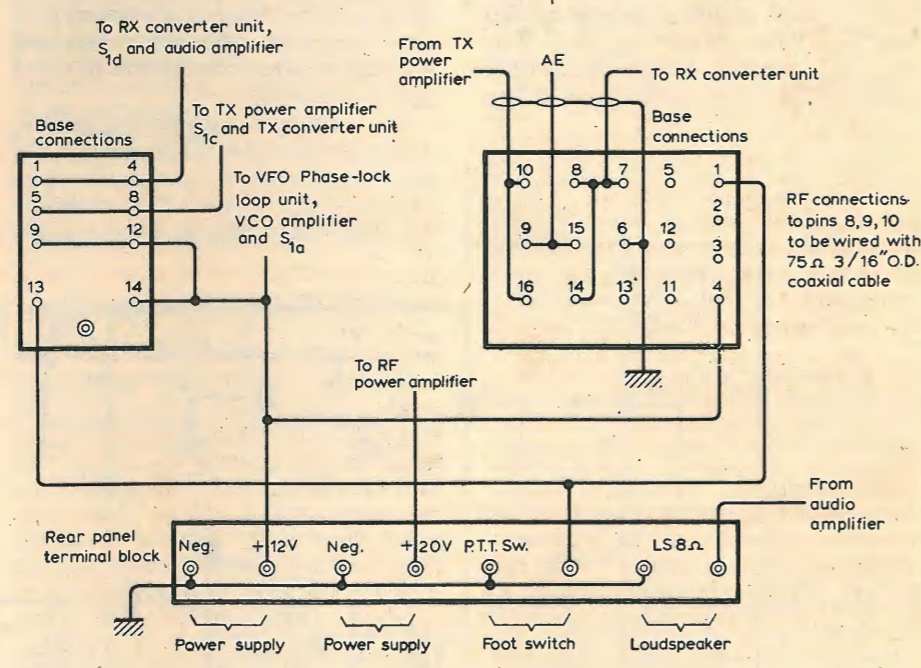 To RX converter unit,
S1d and audio amplifier
To TX power amplifier
S1c and TX converter unit
Base
connections
1 4
5 8
9 12
13 14
To VFO Phase-lock
loop unit,
VCO amplifier
and S1a
From TX
power
amplifier
AE
To RX converter unit
Base
connections
10 8 7 5 1
2
9 15 6 12
3
16 14 13 11 4
RF connections
to pins 8, 9, 10
to be wired with
75Ω 3/16" O.D.
coaxial cable
To RF
power amplifier
From
audio
amplifier
Rear panel
terminal block
Neg. +12V Neg. +20V P.T.T. Sw. LS 8Ω
Power supply Power supply Foot switch Loudspeaker